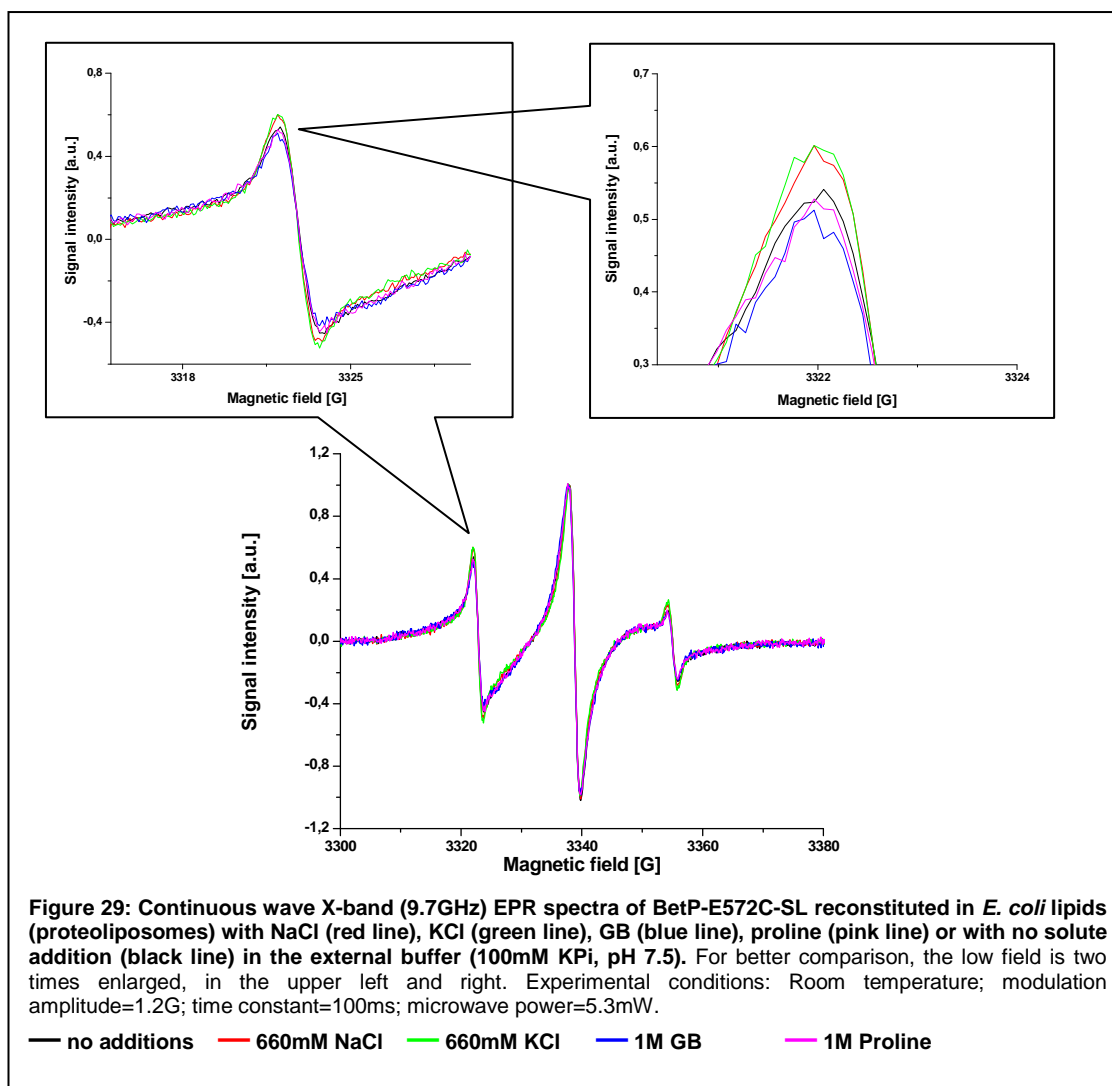 0,8
0,4
0,0
-0,4
Signal intensity [a.u.]
3318
3325
Magnetic field [G]
0,7
0,6
0,5
0,4
0,3
Signal intensity [a.u.]
3322
3324
Magnetic field [G]
1,2
0,8
0,4
0,0
-0,4
-0,8
-1,2
Signal intensity [a.u.]
3300
3320
3340
3360
3380
Magnetic field [G]
Figure 29: Continuous wave X-band (9.7GHz) EPR spectra of BetP-E572C-SL reconstituted in E. coli lipids
(proteoliposomes) with NaCl (red line), KCl (green line), GB (blue line), proline (pink line) or with no solute
addition (black line) in the external buffer (100mM KPi, pH 7.5). For better comparison, the low field is two
times enlarged, in the upper left and right. Experimental conditions: Room temperature; modulation
amplitude=1.2G; time constant=100ms; microwave power=5.3mW.
no additions 660mM NaCl 660mM KCl 1M GB 1M Proline